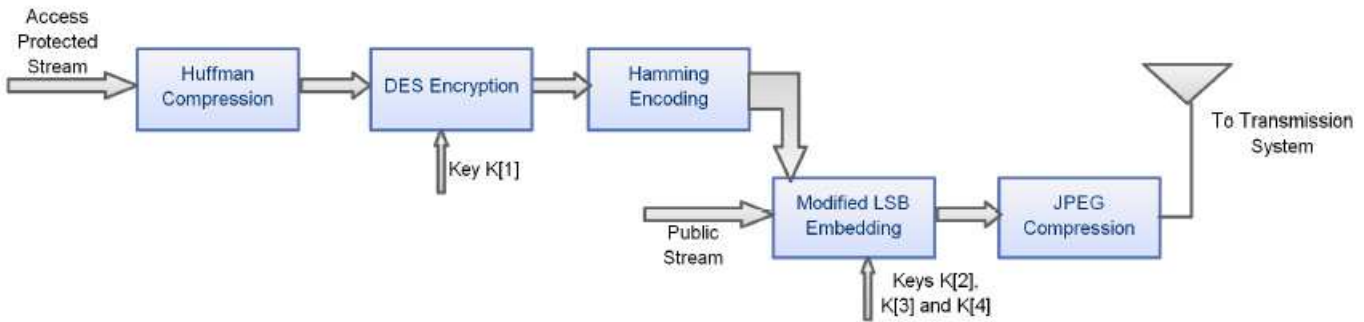 Access
Protected
Stream
Huffman
Compression
DES Encryption
Hamming
Encoding
Key K[1]
To Transmission
System
Public
Stream
Modified LSB
Embedding
JPEG
Compression
Keys K[2],
K[3] and K[4]